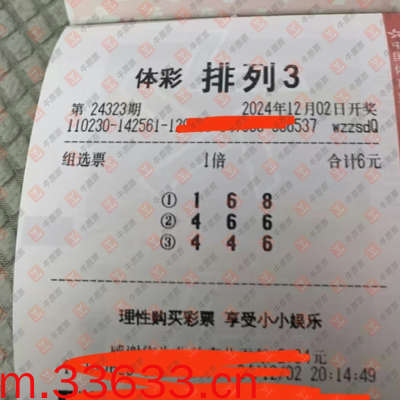 体彩 排列3
第 24323期 2024年12月02日开奖
110230-142561-1 537 wzzsdQ
组选票 1倍 合计6元
① 1 6 8
② 4 6 6
③ 4 4 6
理性购买彩票 享受小小娱乐
元
20:14:49
m.33633.com.cn